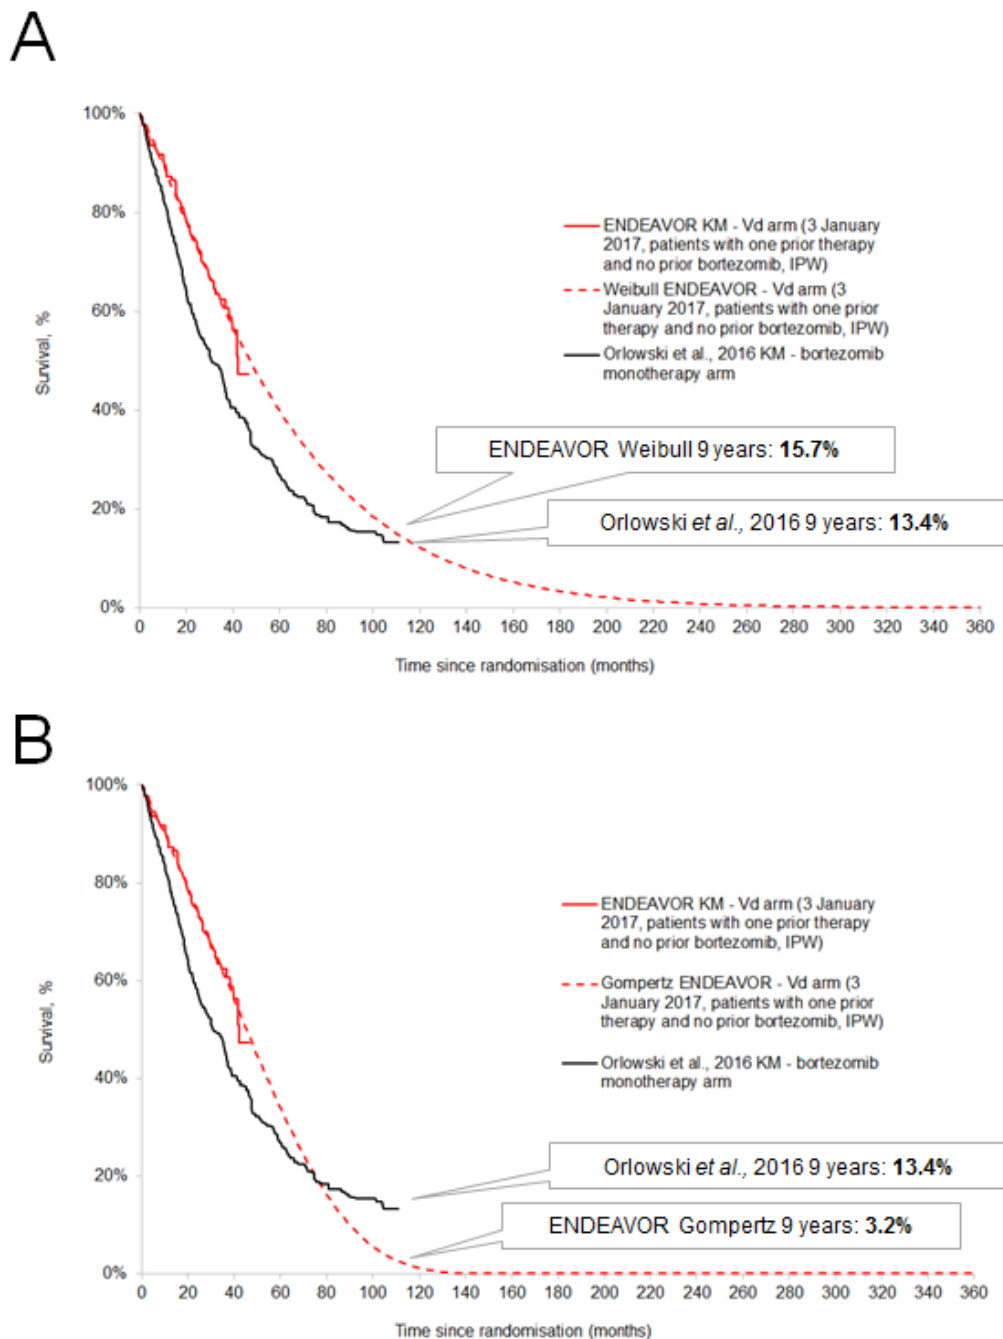 A
100%
80%
60%
40%
20%
0%
Survival, %
ENDEAVOR KM - Vd arm (3 January
2017, patients with one prior therapy
and no prior bortezomib, IPW)
Weibull ENDEAVOR - Vd arm (3
January 2017, patients with one prior
therapy and no prior bortezomib, IPW)
Orlowski et al., 2016 KM - bortezomib
monotherapy arm
ENDEAVOR Weibull 9 years: 15.7%
Orlowski et al., 2016 9 years: 13.4%
0 20 40 60 80 100 120 140 160 180 200 220 240 260 280 300 320 340 360
Time since randomisation (months)
B
100%
80%
60%
40%
20%
0%
Survival, %
ENDEAVOR KM - Vd arm (3 January
2017, patients with one prior therapy
and no prior bortezomib, IPW)
Gompertz ENDEAVOR - Vd arm (3
January 2017, patients with one prior
therapy and no prior bortezomib, IPW)
Orlowski et al., 2016 KM - bortezomib
monotherapy arm
Orlowski et al., 2016 9 years: 13.4%
ENDEAVOR Gompertz 9 years: 3.2%
0 20 40 60 80 100 120 140 160 180 200 220 240 260 280 300 320 340 360
Time since randomisation (months)